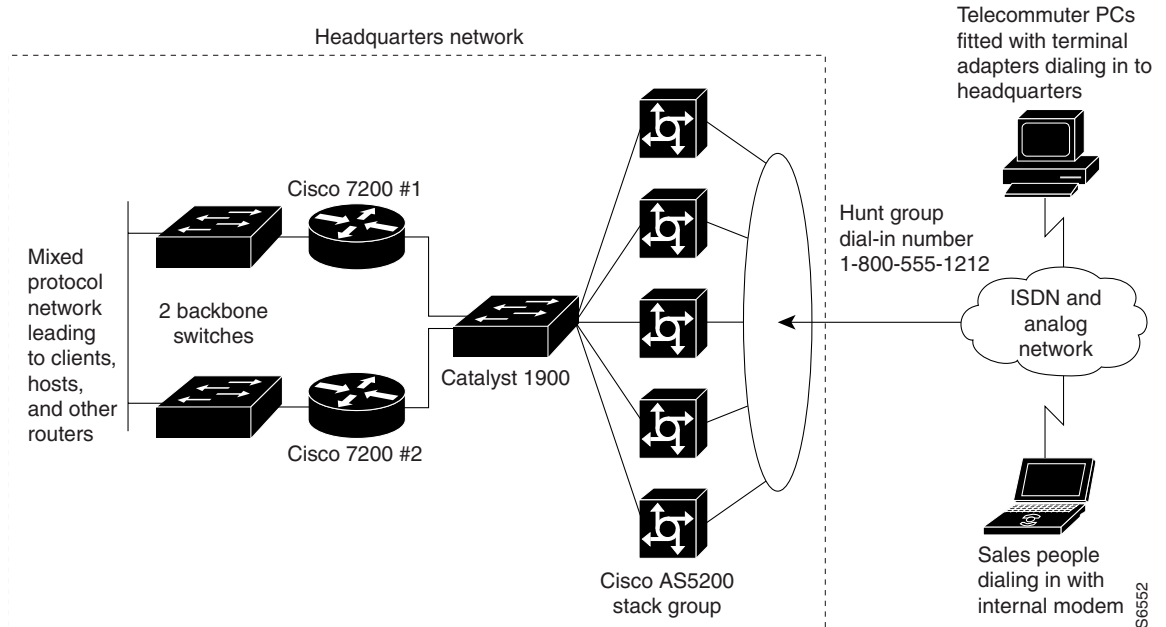 Headquarters network
Telecommuter PCs
fitted with terminal
adapters dialing in to
headquarters
Cisco 7200 #1
Mixed
protocol
network
leading
to clients,
hosts,
and other
routers
2 backbone
switches
Cisco 7200 #2
Catalyst 1900
Cisco AS5200
stack group
Hunt group
dial-in number
1-800-555-1212
ISDN and
analog
network
Sales people
dialing in with
internal modem
S6552